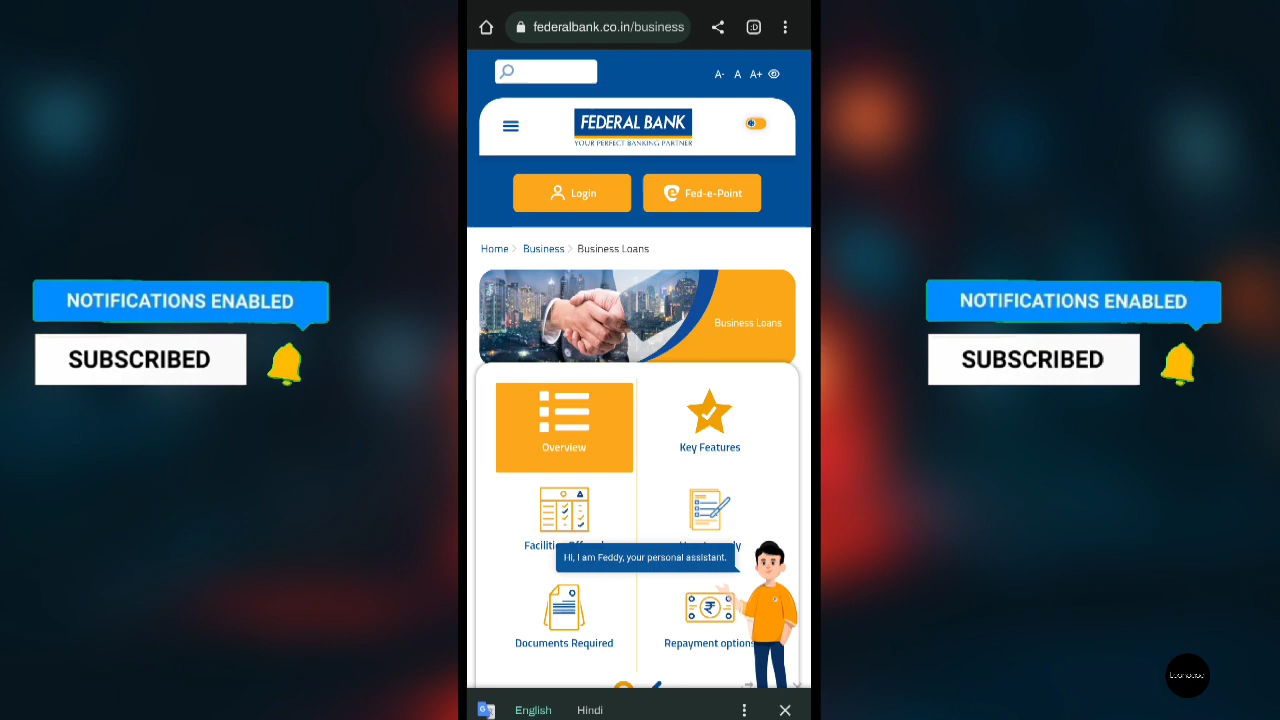 federalbank.co.in/business
:D
A- A A+
FEDERAL BANK
YOUR PERFECT BANKING PARTNER
Login
Fed-e-Point
Home > Business > Business Loans
Business Loans
NOTIFICATIONS ENABLED
SUBSCRIBED
NOTIFICATIONS ENABLED
SUBSCRIBED
Overview
Key Features
Hi, I am Feddy, your personal assistant.
Documents Required
Repayment options
English
Hindi